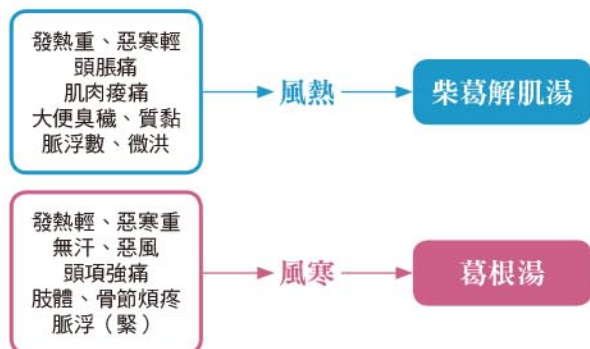 發熱重、惡寒輕
頭脹痛
肌肉痠痛
大便臭穢、質黏
脈浮數、微洪
風熱
柴葛解肌湯
發熱輕、惡寒重
無汗、惡風
頭項強痛
肢體、骨節煩疼
脈浮（緊）
風寒
葛根湯